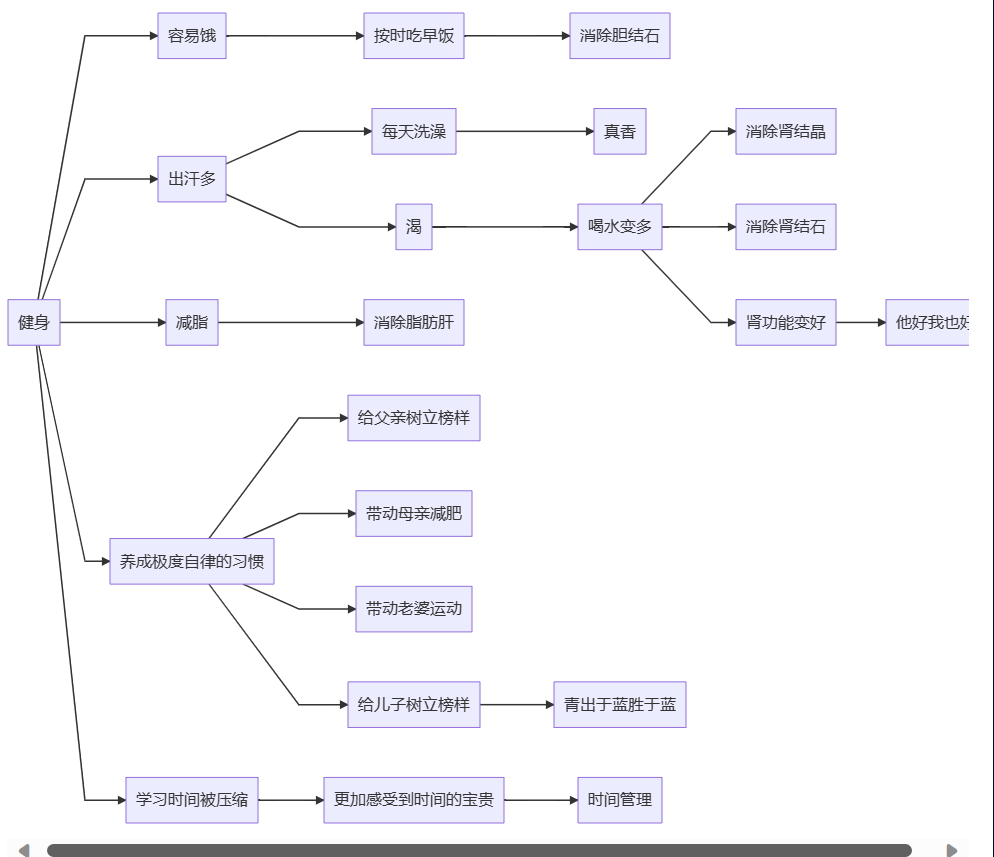 容易饿
按时吃早饭
消除胆结石
每天洗澡
真香
消除肾结晶
出汗多
渴
喝水变多
消除肾结石
健身
减脂
消除脂肪肝
肾功能变好
他好我也好
给父亲树立榜样
带动母亲减肥
养成极度自律的习惯
带动老婆运动
给儿子树立榜样
青出于蓝胜于蓝
学习时间被压缩
更加感受到时间的宝贵
时间管理